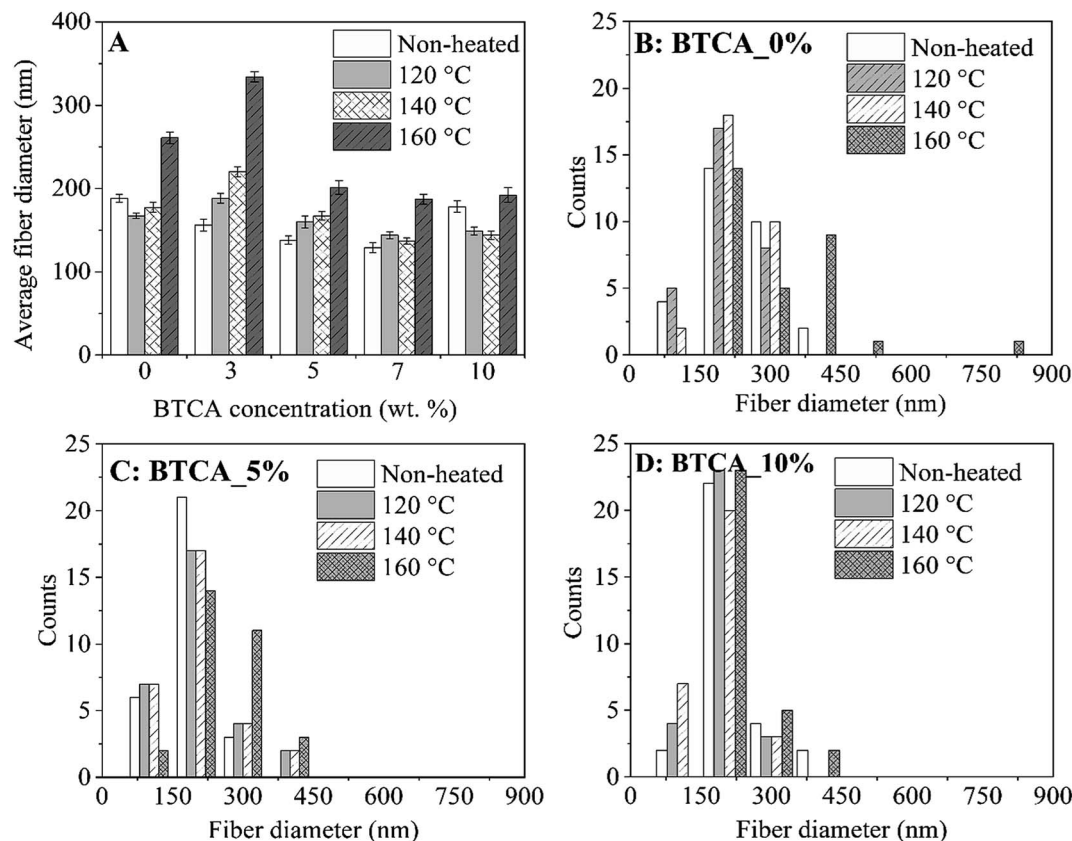 A
Non-heated
120 °C
140 °C
160 °C
400
300
200
100
0
Average fiber diameter (nm)
0 3 5 7 10
BTCA concentration (wt. %)
B: BTCA_0%
Non-heated
120 °C
140 °C
160 °C
25
20
15
10
5
0
Counts
0 150 300 450 600 750 900
Fiber diameter (nm)
C: BTCA_5%
Non-heated
120 °C
140 °C
160 °C
25
20
15
10
5
0
Counts
0 150 300 450 600 750 900
Fiber diameter (nm)
D: BTCA_10%
Non-heated
120 °C
140 °C
160 °C
25
20
15
10
5
0
Counts
0 150 300 450 600 750 900
Fiber diameter (nm)